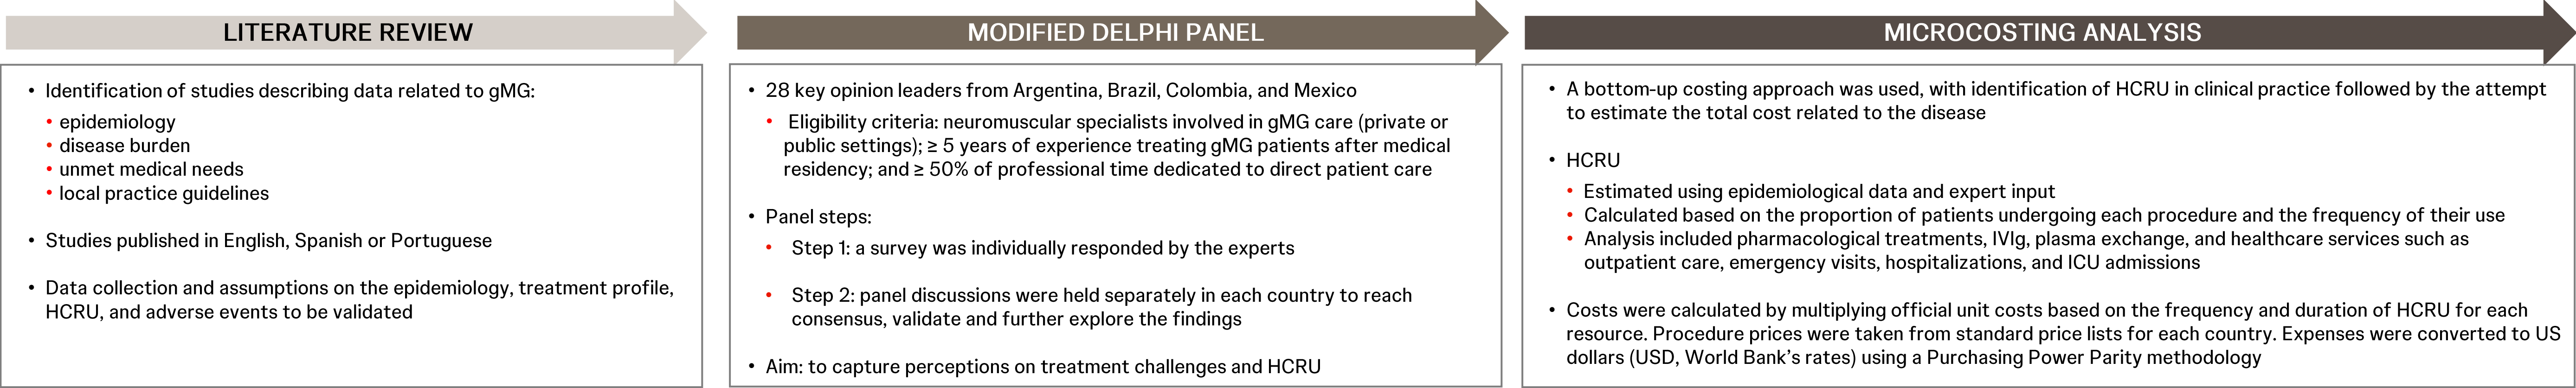 LITERATURE REVIEW
• Identification of studies describing data related to gMG:
• epidemiology
• disease burden
• unmet medical needs
• local practice guidelines
• Studies published in English, Spanish or Portuguese
• Data collection and assumptions on the epidemiology, treatment profile,
HCRU, and adverse events to be validated
MODIFIED DELPHI PANEL
• 28 key opinion leaders from Argentina, Brazil, Colombia, and Mexico
• Eligibility criteria: neuromuscular specialists involved in gMG care (private or
public settings); ≥ 5 years of experience treating gMG patients after medical
residency; and ≥ 50% of professional time dedicated to direct patient care
• Panel steps:
• Step 1: a survey was individually responded by the experts
• Step 2: panel discussions were held separately in each country to reach
consensus, validate and further explore the findings
• Aim: to capture perceptions on treatment challenges and HCRU
MICROCOSTING ANALYSIS
• A bottom-up costing approach was used, with identification of HCRU in clinical practice followed by the attempt
to estimate the total cost related to the disease
• HCRU
• Estimated using epidemiological data and expert input
• Calculated based on the proportion of patients undergoing each procedure and the frequency of their use
• Analysis included pharmacological treatments, IVIg, plasma exchange, and healthcare services such as
outpatient care, emergency visits, hospitalizations, and ICU admissions
• Costs were calculated by multiplying official unit costs based on the frequency and duration of HCRU for each
resource. Procedure prices were taken from standard price lists for each country. Expenses were converted to US
dollars (USD, World Bank's rates) using a Purchasing Power Parity methodology